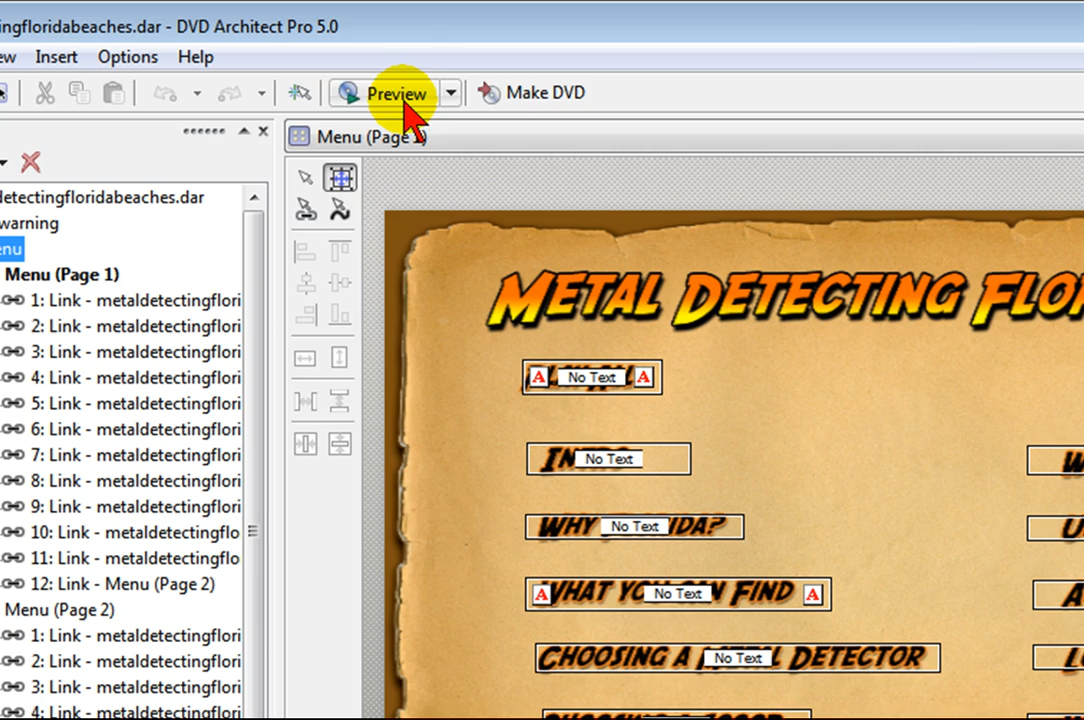 ingfloridabeaches.dar - DVD Architect Pro 5.0
ew Insert Options Help
Preview Make DVD
Menu (Page
detectingfloridabeaches.dar
warning
enu
Menu (Page 1)
1: Link - metaldetectingflori
2: Link - metaldetectingflori
3: Link - metaldetectingflori
4: Link - metaldetectingflori
5: Link - metaldetectingflori
6: Link - metaldetectingflori
7: Link - metaldetectingflori
8: Link - metaldetectingflori
9: Link - metaldetectingflori
10: Link - metaldetectingflo
11: Link - metaldetectingflo
12: Link - Menu (Page 2)
Menu (Page 2)
1: Link - metaldetectingflori
2: Link - metaldetectingflori
3: Link - metaldetectingflori
4: Link - metaldetectingflori
Metal Detecting Flor
A No Text A
No Text
Why No Text
A What No Text Find A
Choosing a No Text Detector